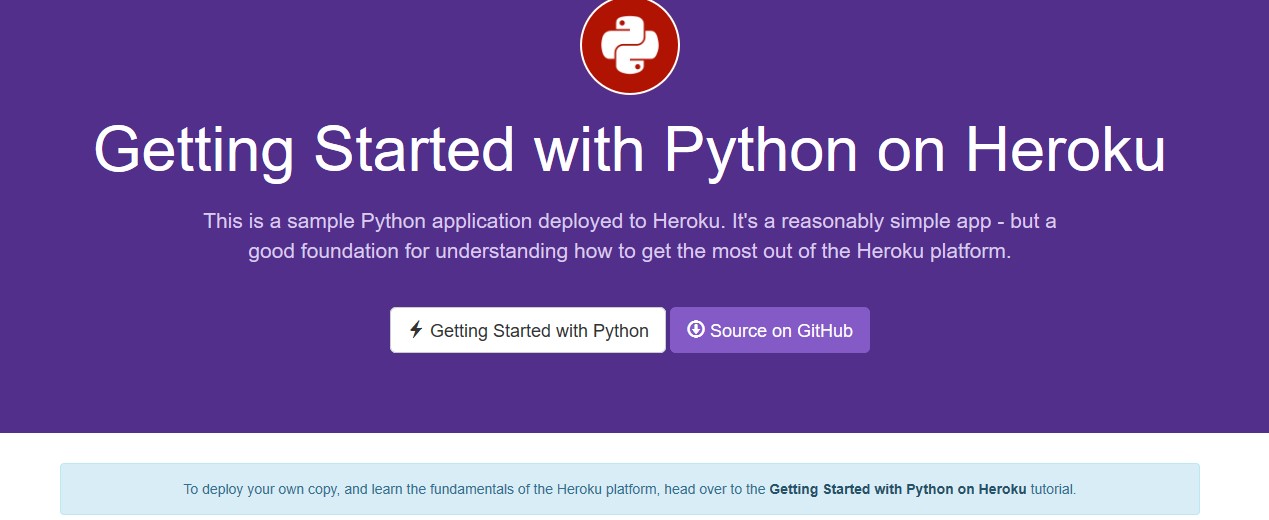 Getting Started with Python on Heroku
This is a sample Python application deployed to Heroku. It's a reasonably simple app - but a
good foundation for understanding how to get the most out of the Heroku platform.
Getting Started with Python
Source on GitHub
To deploy your own copy, and learn the fundamentals of the Heroku platform, head over to the Getting Started with Python on Heroku tutorial.